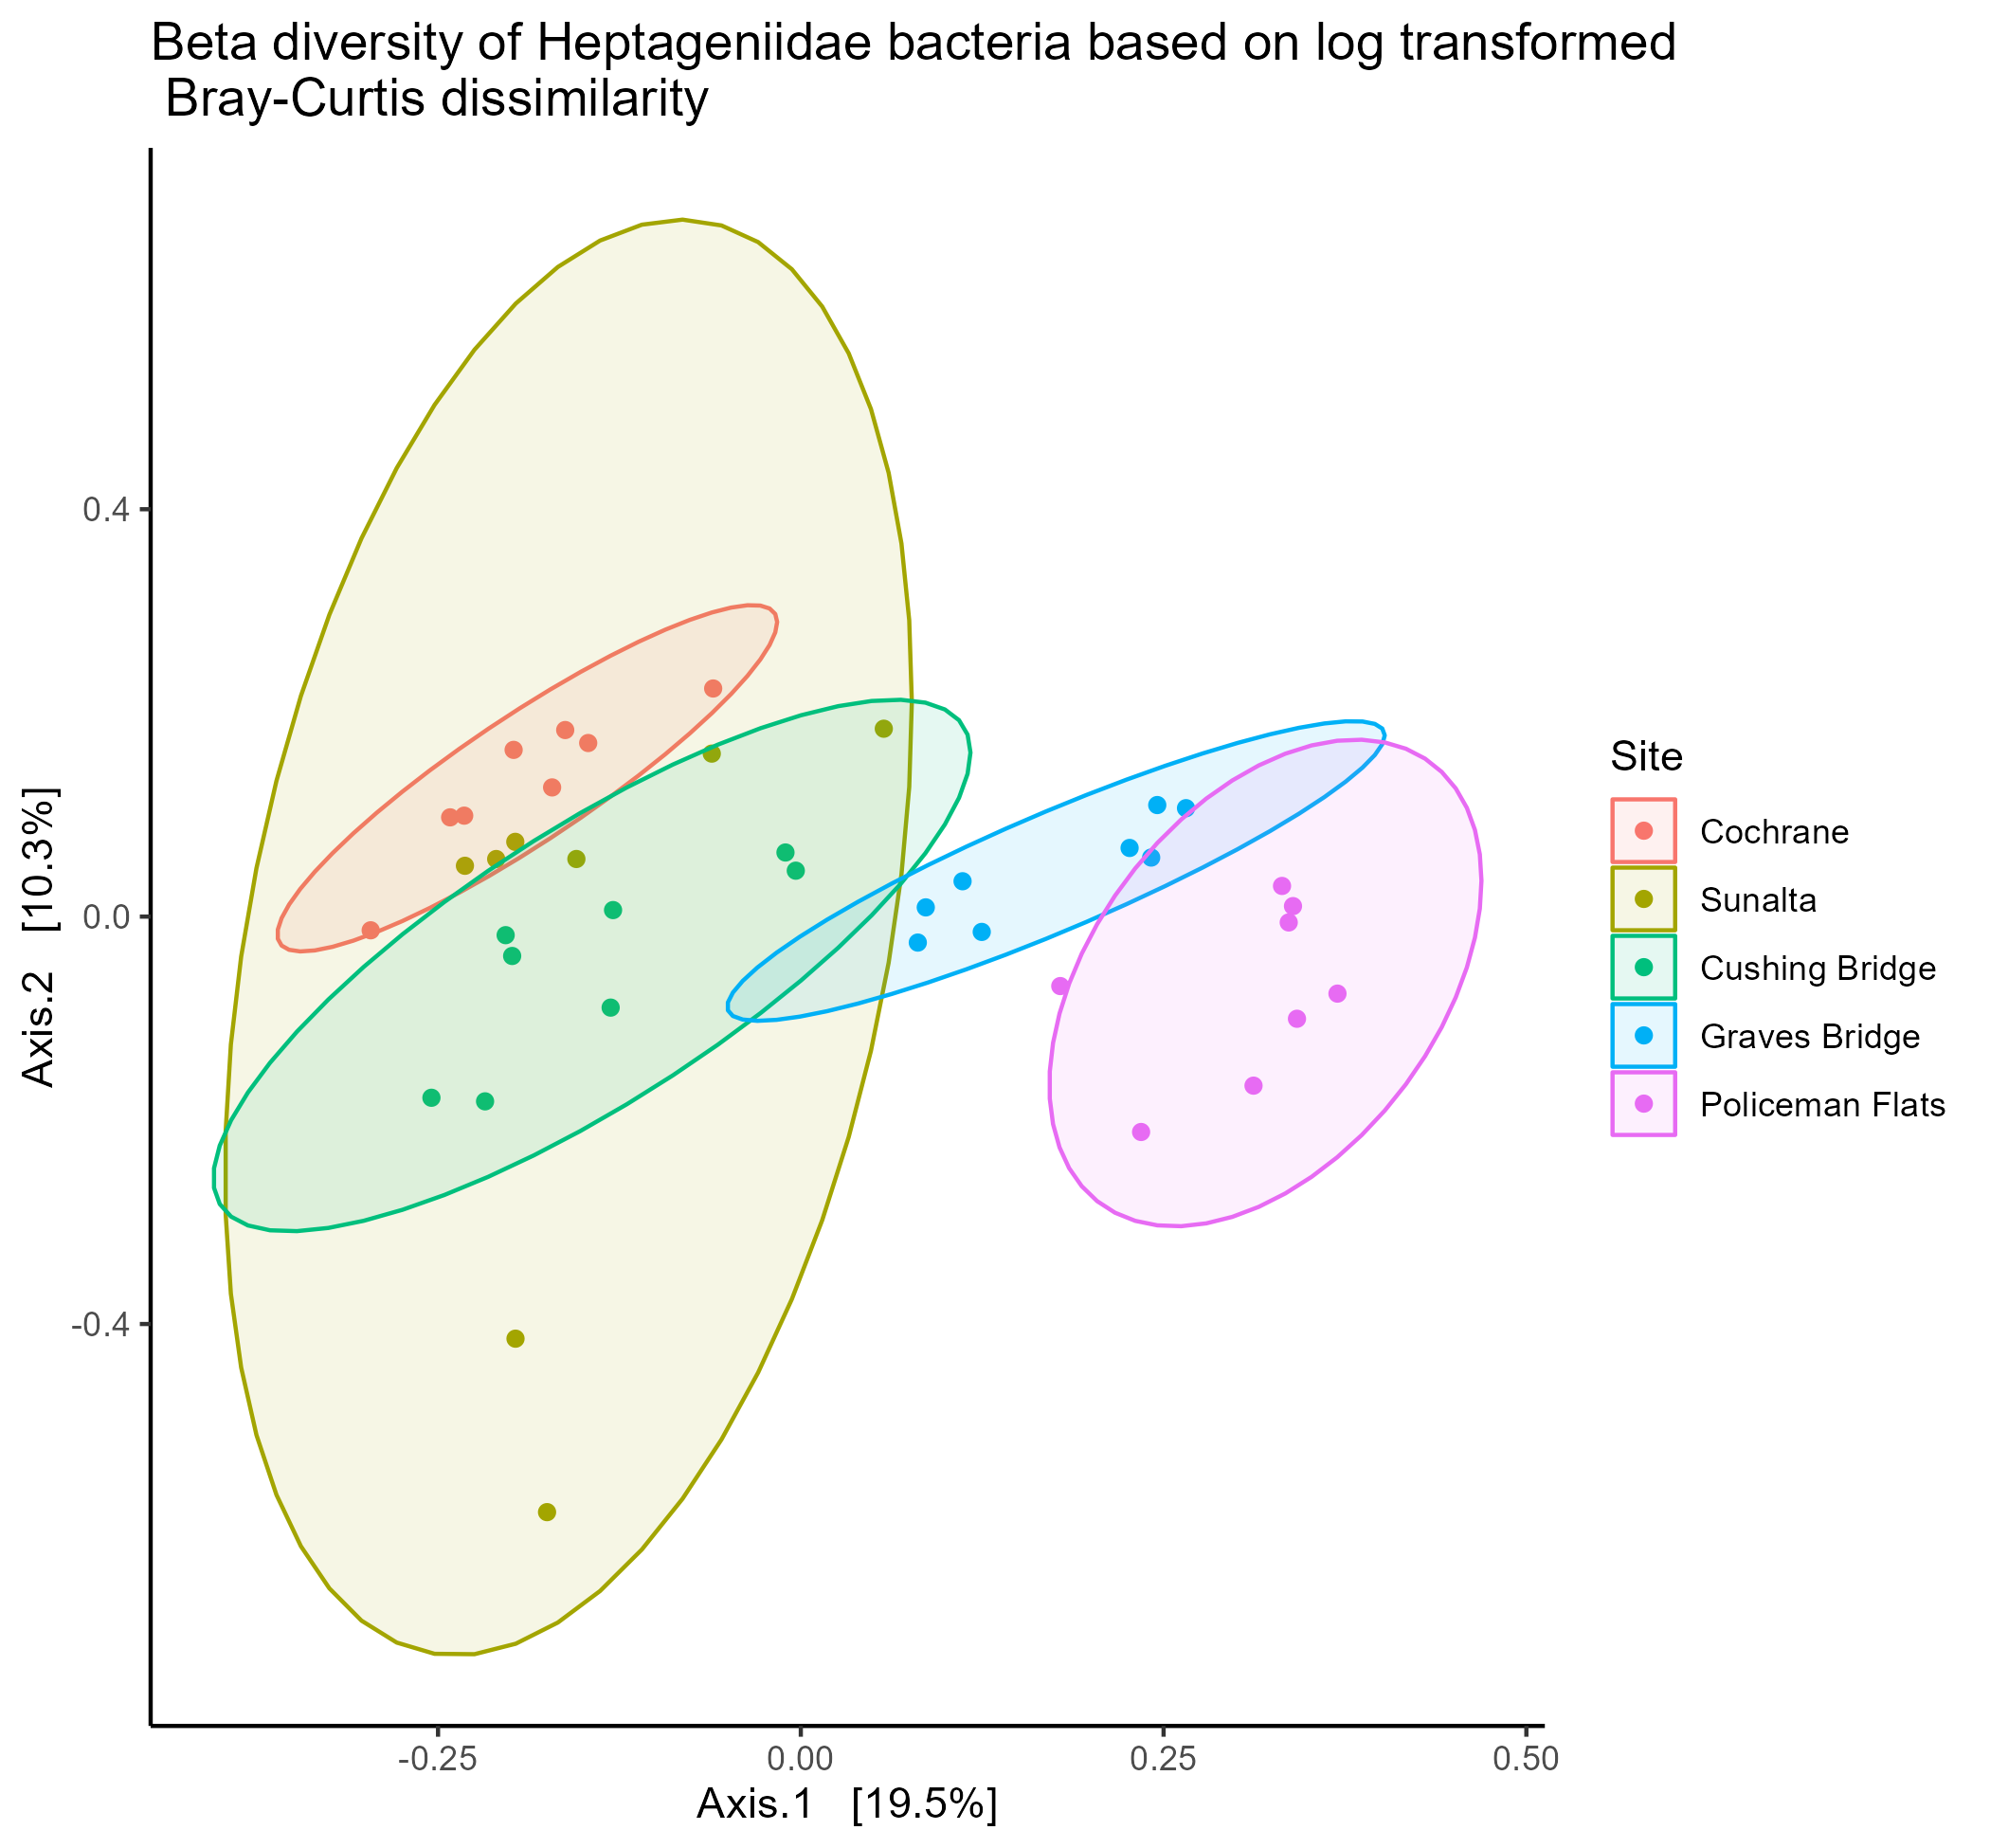 Beta diversity of Heptageniidae bacteria based on log transformed
Bray-Curtis dissimilarity
Axis.2 [10.3%]
0.4
0.0
-0.4
-0.25
0.00
0.25
0.50
Axis.1 [19.5%]
Site
Cochrane
Sunalta
Cushing Bridge
Graves Bridge
Policeman Flats